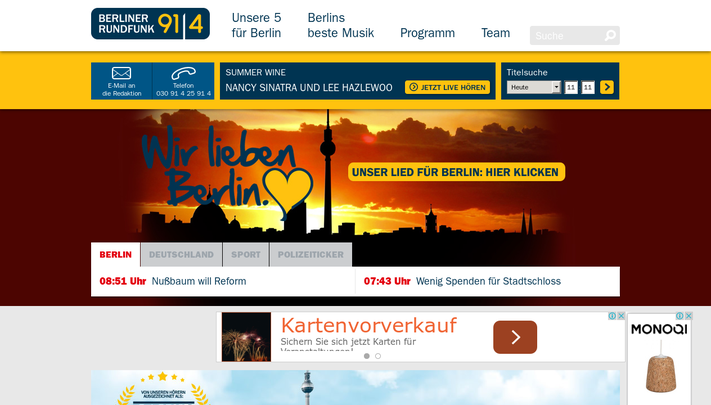 BERLINER
RUNDFUNK 91|4
Unsere 5
für Berlin
Berlins
beste Musik
Programm
Team
Suche
E-Mail an
die Redaktion
Telefon
030 91 4 25 91 4
SUMMER WINE
NANCY SINATRA UND LEE HAZLEWOO
JETZT LIVE HÖREN
Titelsuche
Heute
11
11
Wir lieben
Berlin.
UNSER LIED FÜR BERLIN: HIER KLICKEN
BERLIN
DEUTSCHLAND
SPORT
POLIZEITICKER
08:51 Uhr Nußbaum will Reform
07:43 Uhr Wenig Spenden für Stadtschloss
Kartenvorverkauf
Sichern Sie sich jetzt Karten für
Veranstaltungen!
MONOQI
VON UNSEREN HÖRERN
AUSGEZEICHNET ALS: